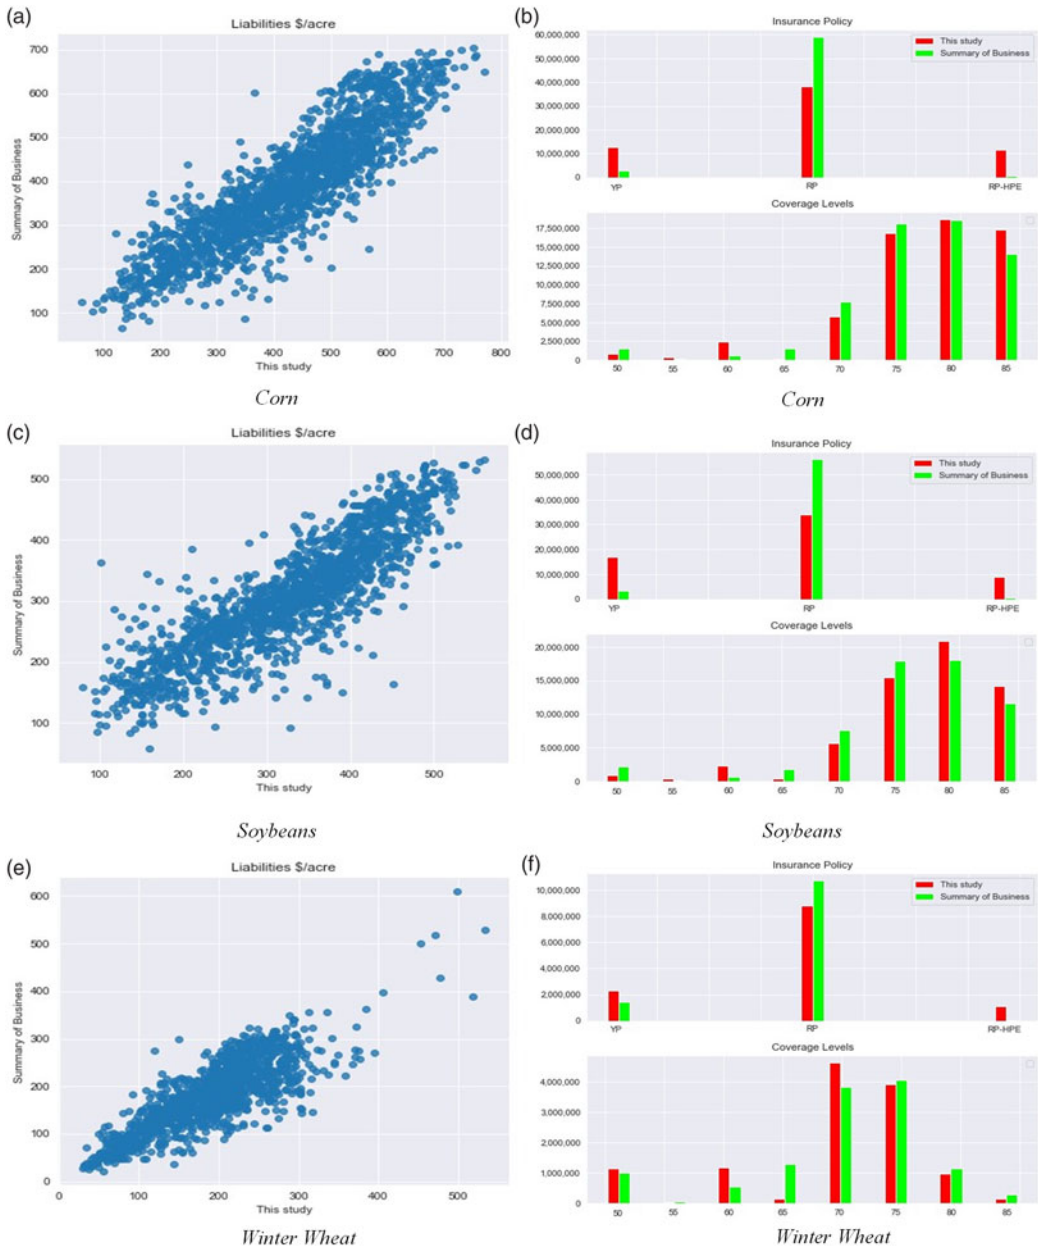 (a)
Liabilities $/acre
Summary of Business
700
600
500
400
300
200
100
100 200 300 400 500 600 700 800
This study
Corn
(b)
Insurance Policy
This study
Summary of Business
60,000,000
50,000,000
40,000,000
30,000,000
20,000,000
10,000,000
0
YP RP RP-HPE
Coverage Levels
17,500,000
15,000,000
12,500,000
10,000,000
7,500,000
5,000,000
2,500,000
0
50 55 60 65 70 75 80 85
Corn
(c)
Liabilities $/acre
Summary of Business
500
400
300
200
100
100 200 300 400 500
This study
Soybeans
(d)
Insurance Policy
This study
Summary of Business
50,000,000
40,000,000
30,000,000
20,000,000
10,000,000
0
YP RP RP-HPE
Coverage Levels
20,000,000
15,000,000
10,000,000
5,000,000
0
50 55 60 65 70 75 80 85
Soybeans
(e)
Liabilities $/acre
Summary of Business
600
500
400
300
200
100
0
0 100 200 300 400 500
This study
Winter Wheat
(f)
Insurance Policy
This study
Summary of Business
10,000,000
8,000,000
6,000,000
4,000,000
2,000,000
0
YP RP RP-HPE
Coverage Levels
4,000,000
3,000,000
2,000,000
1,000,000
0
50 55 60 65 70 75 80 85
Winter Wheat